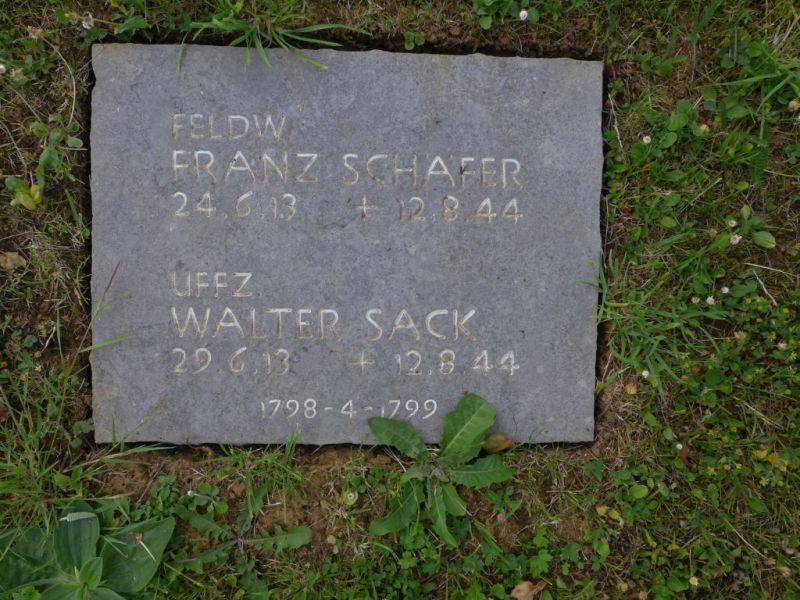 FELDW.
FRANZ SCHAFER
24.6.13 + 12.8.44
UFFZ.
WALTER SACK
29.6.13 + 12.8.44
1798-4-1799